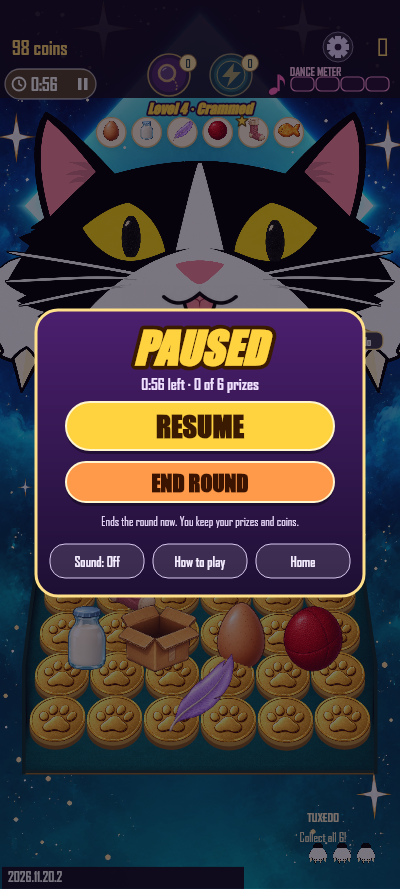 98 coins
0
0
0:56
DANCE METER
Level 4 · Crammed
PAUSED
0:56 left · 0 of 6 prizes
RESUME
END ROUND
Ends the round now. You keep your prizes and coins.
Sound: Off
How to play
Home
TUXEDO
Collect all 6!
2026.11.20.2